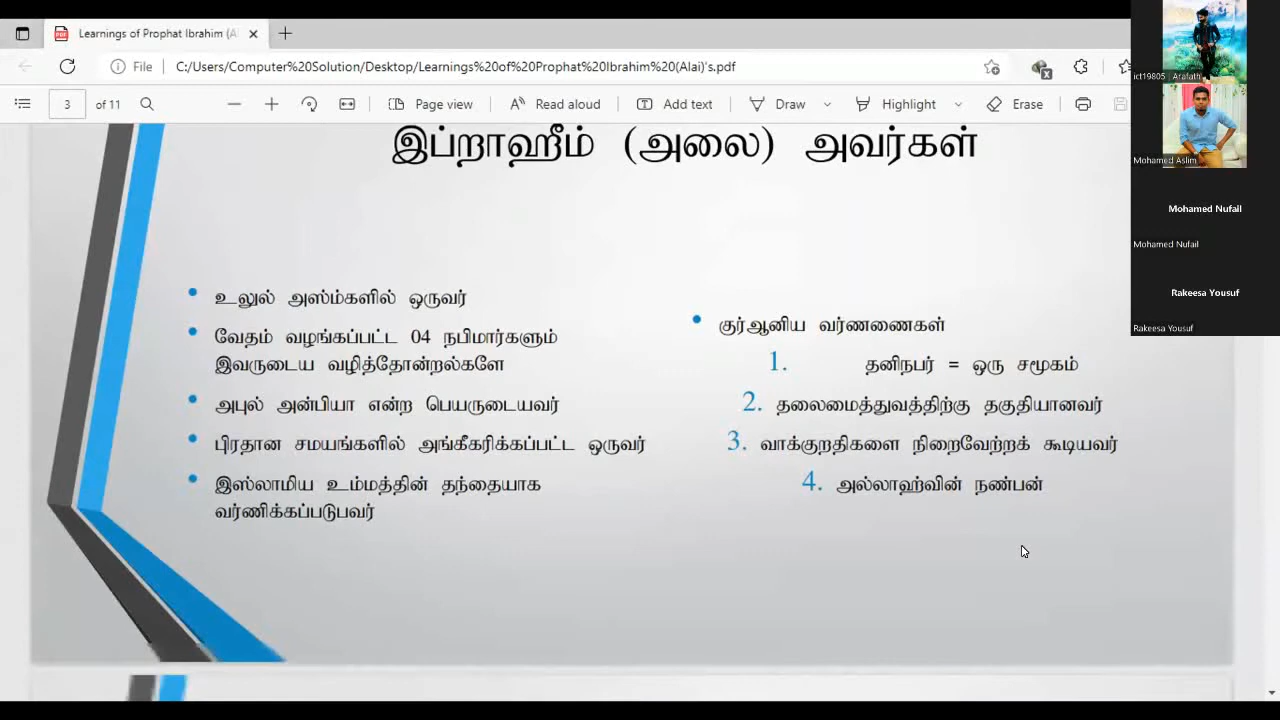 Learnings of Prophat Ibrahim (A
File
C:/Users/Computer%20Solution/Desktop/Learnings%20of%20Prophat%20Ibrahim%20(Alai)'s.pdf
3 of 11
Page view
Read aloud
Add text
Draw
Highlight
Erase
இப்றாஹீம் (அலை) அவர்கள்
• உலுல் அஸ்ம்களில் ஒருவர்
• வேதம் வழங்கப்பட்ட 04 நபிமார்களும்
இவருடைய வழித்தோன்றல்களே
• அபுல் அன்பியா என்ற பெயருடையவர்
• பிரதான சமயங்களில் அங்கீகரிக்கப்பட்ட ஒருவர்
• இஸ்லாமிய உம்மத்தின் தந்தையாக
வர்ணிக்கப்படுபவர்
• குர்ஆனிய வர்ணணைகள்
1. தனிநபர் = ஒரு சமூகம்
2. தலைமைத்துவத்திற்கு தகுதியானவர்
3. வாக்குறதிகளை நிறைவேற்றக் கூடியவர்
4. அல்லாஹ்வின் நண்பன்
ict19805 | Arafath
Mohamed Aslim
Mohamed Nufail
Mohamed Nufail
Rakeesa Yousuf
Rakeesa Yousuf